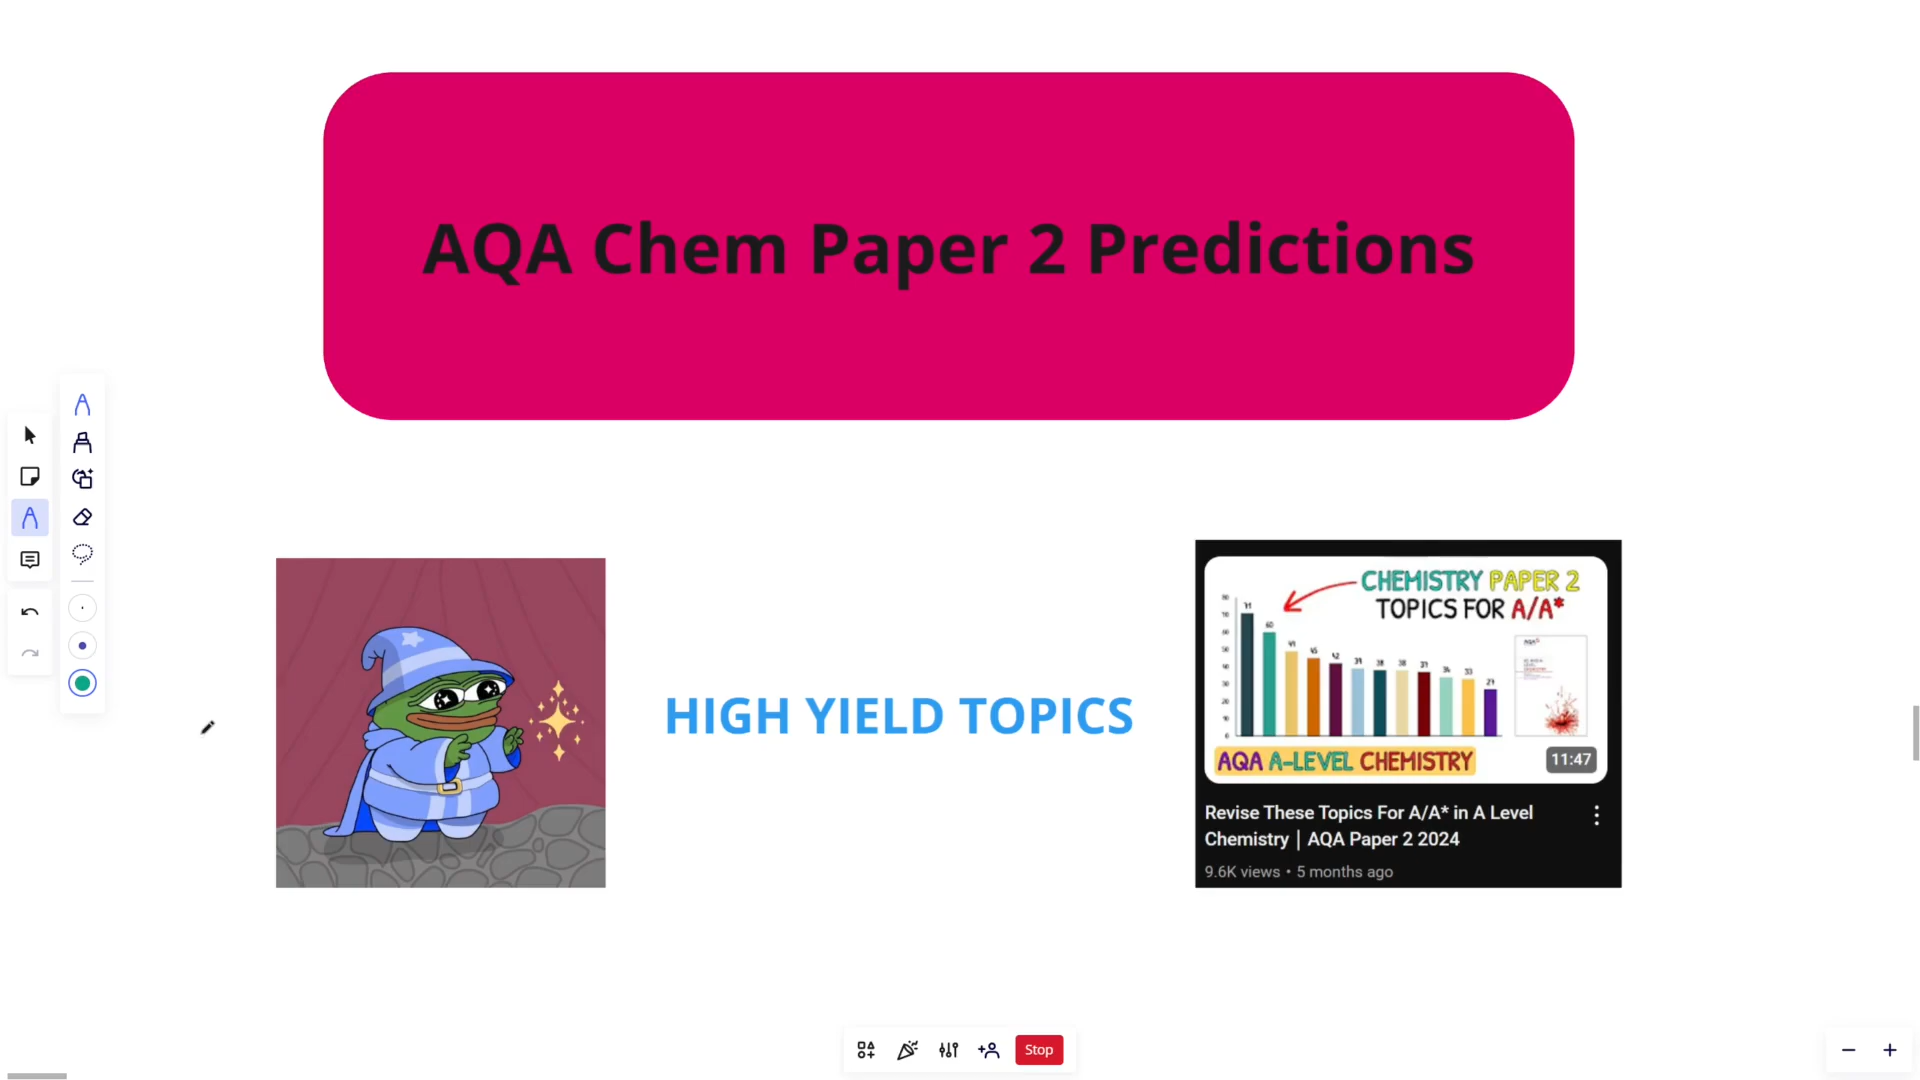 AQA Chem Paper 2 Predictions
HIGH YIELD TOPICS
CHEMISTRY PAPER 2
TOPICS FOR A/A*
AQA A-LEVEL CHEMISTRY
11:47
Revise These Topics For A/A* in A Level
Chemistry | AQA Paper 2 2024
9.6K views • 5 months ago
Stop